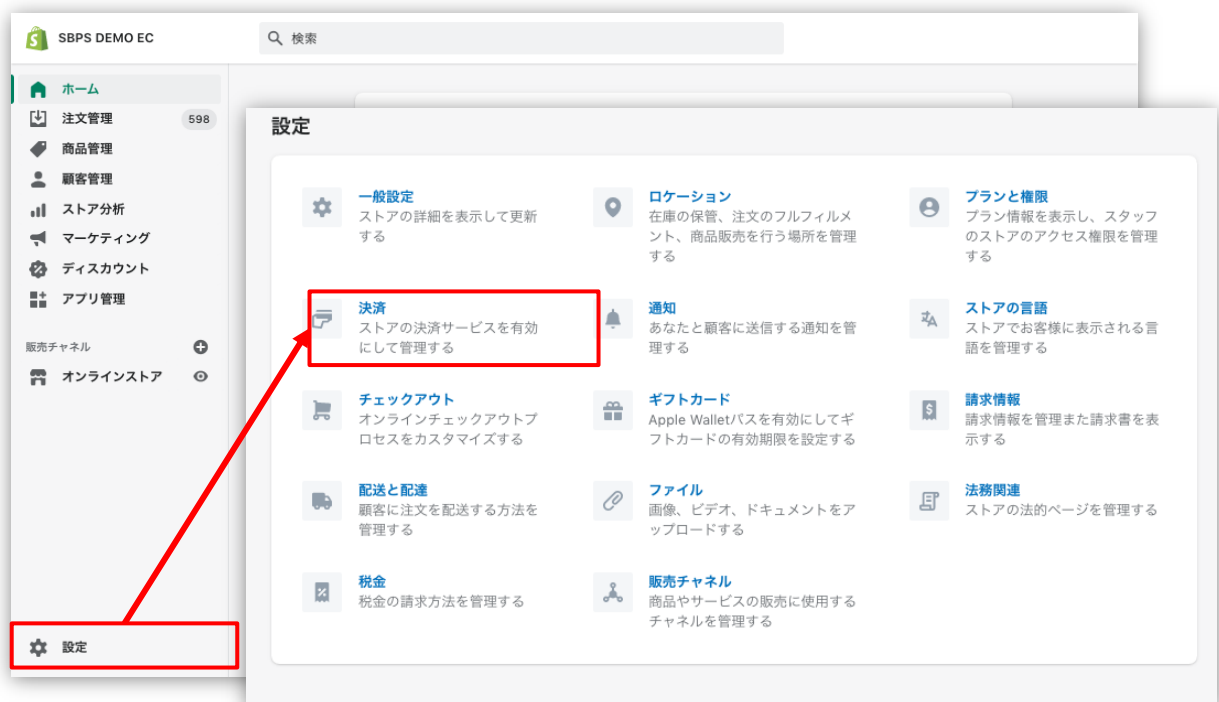 SBPS DEMO EC
検索
ホーム
注文管理
598
商品管理
顧客管理
ストア分析
マーケティング
ディスカウント
アプリ管理
販売チャネル
オンラインストア
設定
設定
一般設定
ストアの詳細を表示して更新
する
ロケーション
在庫の保管、注文のフルフィルメ
ント、商品販売を行う場所を管理
する
プランと権限
プラン情報を表示し、スタッフ
のストアのアクセス権限を管理
する
決済
ストアの決済サービスを有効
にして管理する
通知
あなたと顧客に送信する通知を管
理する
ストアの言語
ストアでお客様に表示される言
語を管理する
チェックアウト
オンラインチェックアウトプ
ロセスをカスタマイズする
ギフトカード
Apple Walletパスを有効にしてギ
フトカードの有効期限を設定する
請求情報
請求情報を管理また請求書を表
示する
配送と配達
顧客に注文を配送する方法を
管理する
ファイル
画像、ビデオ、ドキュメントをア
ップロードする
法務関連
ストアの法的ページを管理する
税金
税金の請求方法を管理する
販売チャネル
商品やサービスの販売に使用する
チャネルを管理する